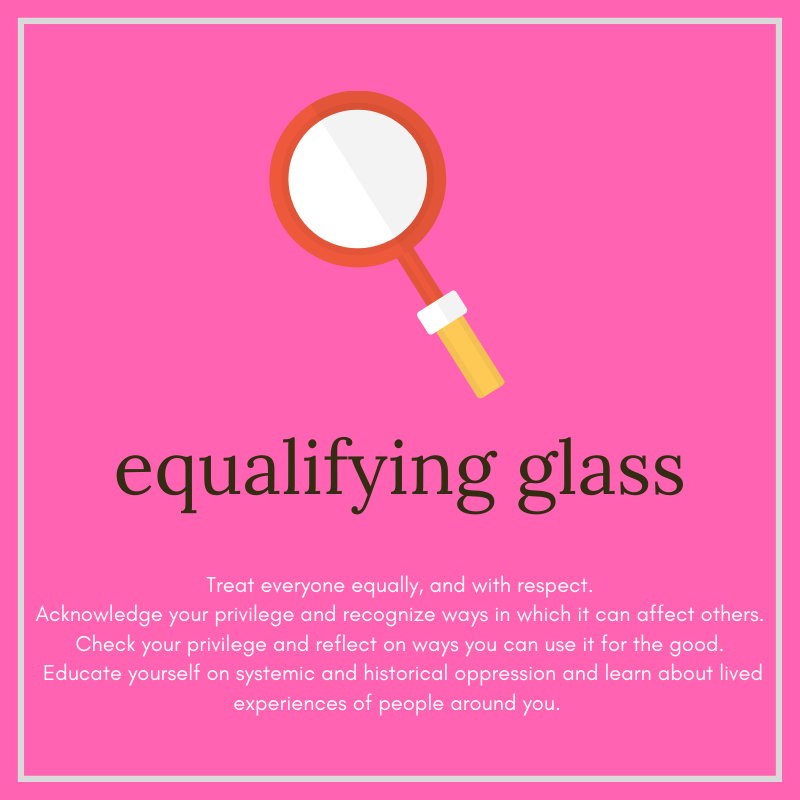 equalifying glass
Treat everyone equally, and with respect.
Acknowledge your privilege and recognize ways in which it can affect others.
Check your privilege and reflect on ways you can use it for the good.
Educate yourself on systemic and historical oppression and learn about lived
experiences of people around you.